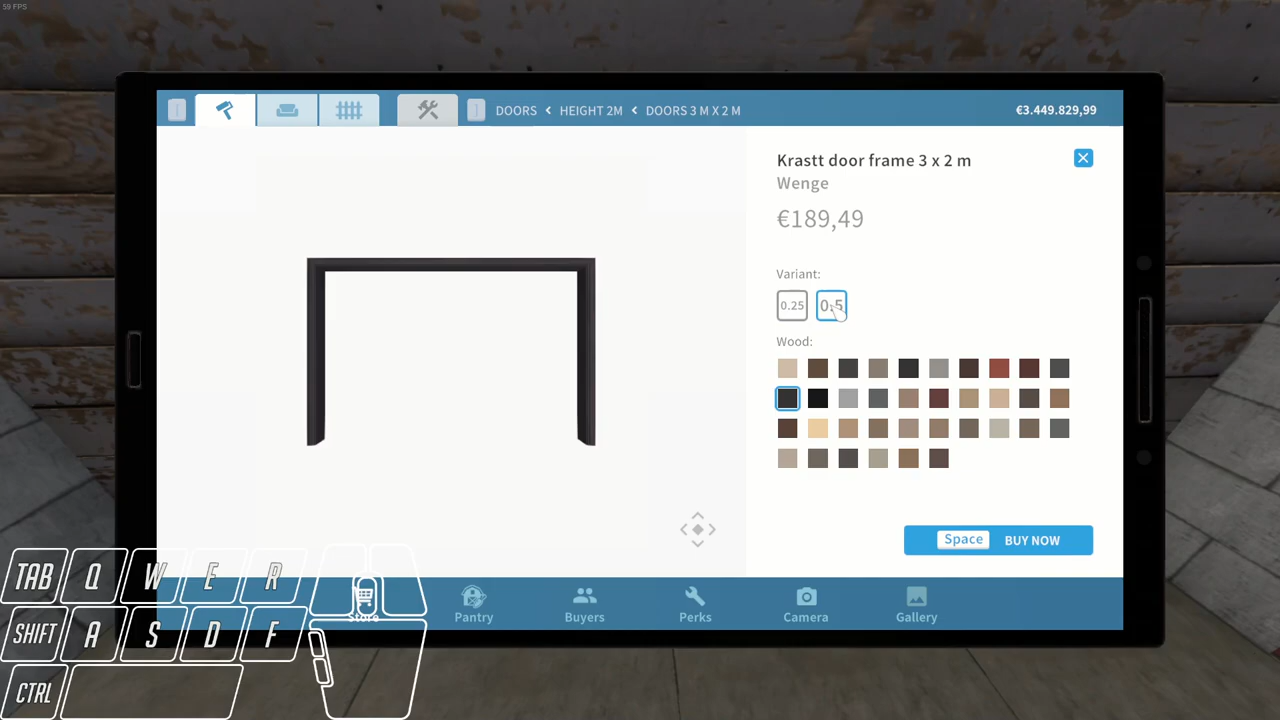 59 FPS
DOORS < HEIGHT 2M < DOORS 3 M X 2 M
€3.449.829,99
Krastt door frame 3 x 2 m
Wenge
€189,49
Variant:
0.25 0.5
Wood:
Space BUY NOW
Store Pantry Buyers Perks Camera Gallery
TAB Q W E R
SHIFT A S D F
CTRL